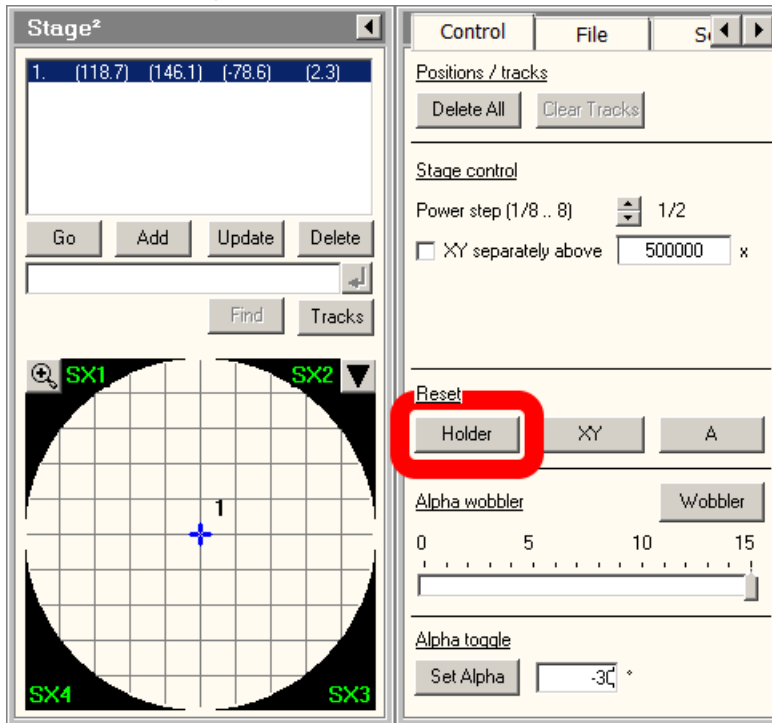 Stage²
1. (118.7) (146.1) (-78.6) (2.3)
Go Add Update Delete
Find Tracks
SX1 SX2
1
SX4 SX3
Control File
Positions / tracks
Delete All Clear Tracks
Stage control
Power step (1/8 .. 8) 1/2
XY separately above 500000 x
Reset
Holder XY A
Alpha wobbler Wobbler
0 5 10 15
Alpha toggle
Set Alpha °